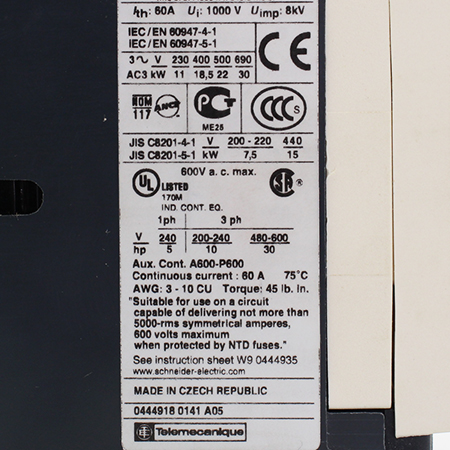 Ith: 60A Ui: 1000 V Uimp: 8kV
IEC/EN 60947-4-1
IEC/EN 60947-5-1
CE
3~ V 230 400 500 690
AC3 kW 11 18,5 22 30
NOM
117
ANCE
PCT
ME25
CCC S
JIS C8201-4-1 V 200-220 440
JIS C8201-5-1 kW 7,5 15
600V a.c. max.
UL LISTED
170M
SA ®
IND. CONT. EQ.
1ph 3 ph
V 240 200-240 480-600
hp 5 10 30
Aux. Cont. A600-P600
Continuous current : 60 A 75°C
AWG: 3 - 10 CU Torque: 45 lb. in.
"Suitable for use on a circuit
capable of delivering not more than
5000-rms symmetrical amperes,
600 volts maximum
when protected by NTD fuses."
See instruction sheet W9 0444935
www.schneider-electric.com
MADE IN CZECH REPUBLIC
0444918 0141 A05
Telemecanique